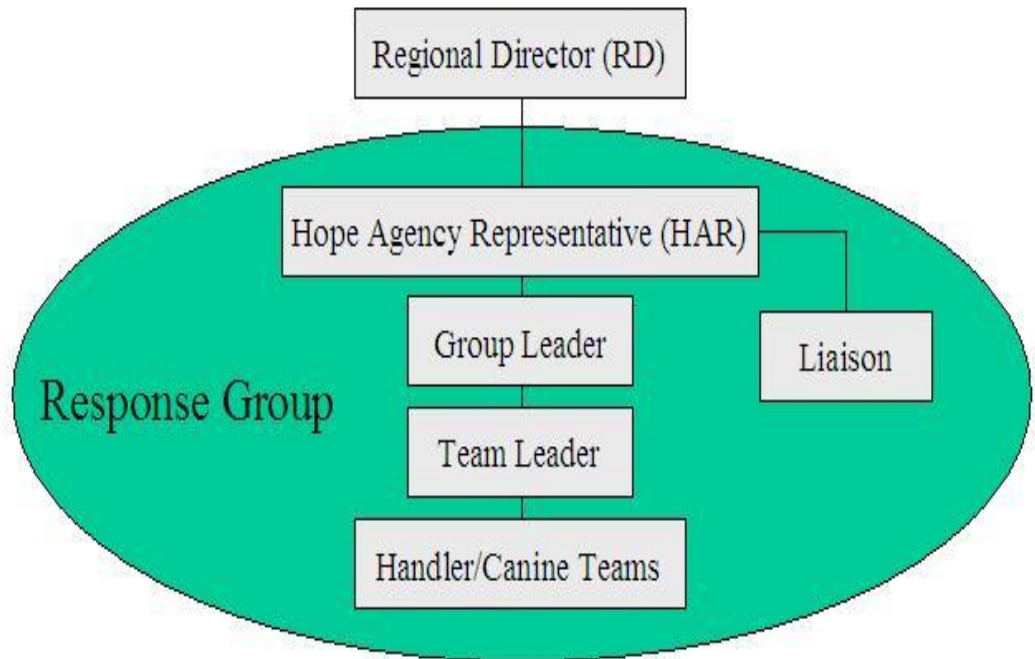 Regional Director (RD)
Hope Agency Representative (HAR)
Group Leader
Liaison
Response Group
Team Leader
Handler/Canine Teams